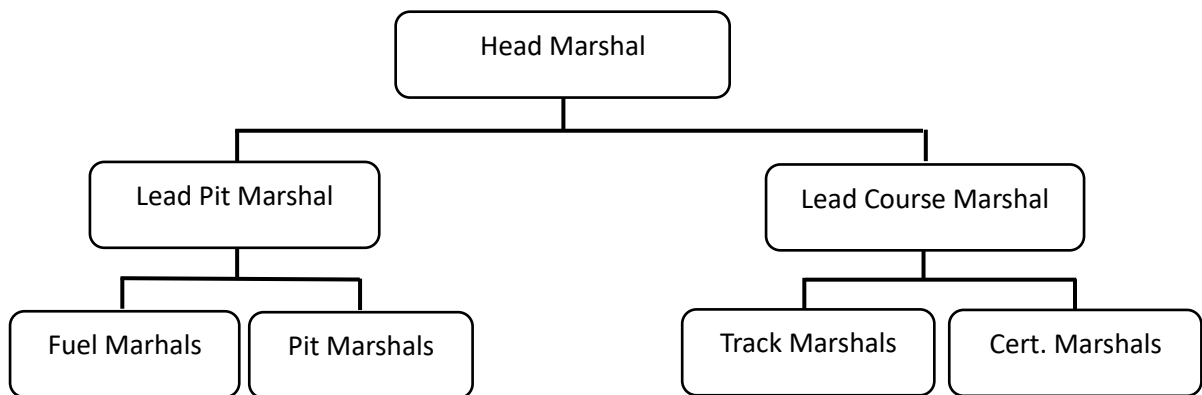 Head Marshal
Lead Pit Marshal
Lead Course Marshal
Fuel Marhals
Pit Marshals
Track Marshals
Cert. Marshals